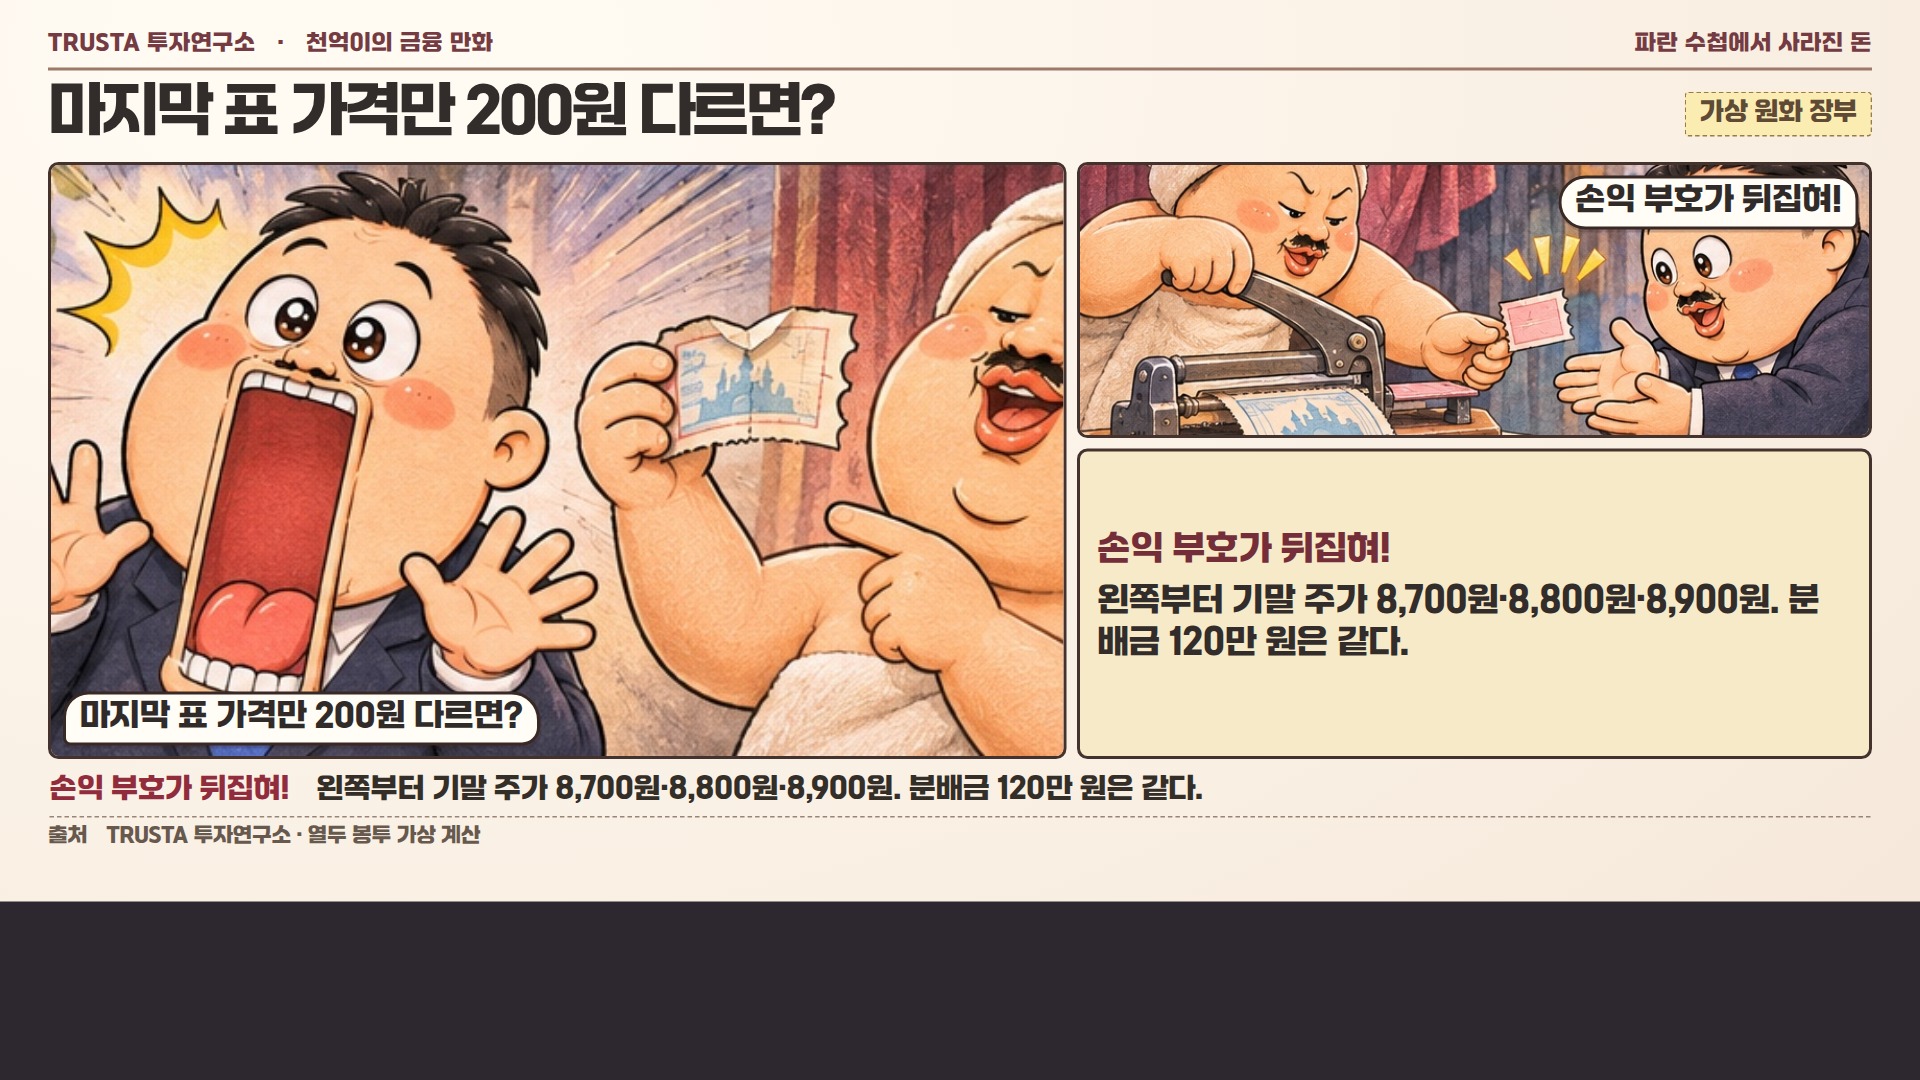 TRUSTA 투자연구소 · 천억이의 금융 만화
파란 수첩에서 사라진 돈
마지막 표 가격만 200원 다르면?
가상 원화 장부
손익 부호가 뒤집혀!
마지막 표 가격만 200원 다르면?
손익 부호가 뒤집혀!
왼쪽부터 기말 주가 8,700원·8,800원·8,900원. 분
배금 120만 원은 같다.
손익 부호가 뒤집혀! 왼쪽부터 기말 주가 8,700원·8,800원·8,900원. 분배금 120만 원은 같다.
출처 TRUSTA 투자연구소 · 열두 봉투 가상 계산